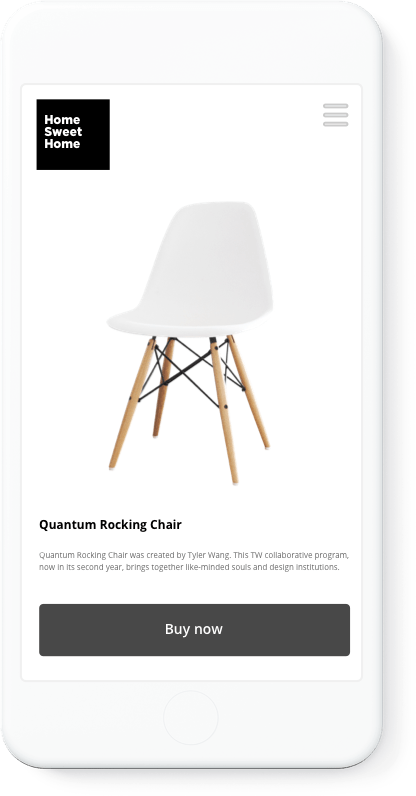 Home
Sweet
Home
Quantum Rocking Chair
Quantum Rocking Chair was created by Tyler Wang. This TW collaborative program,
now in its second year, brings together like-minded souls and design institutions.
Buy now